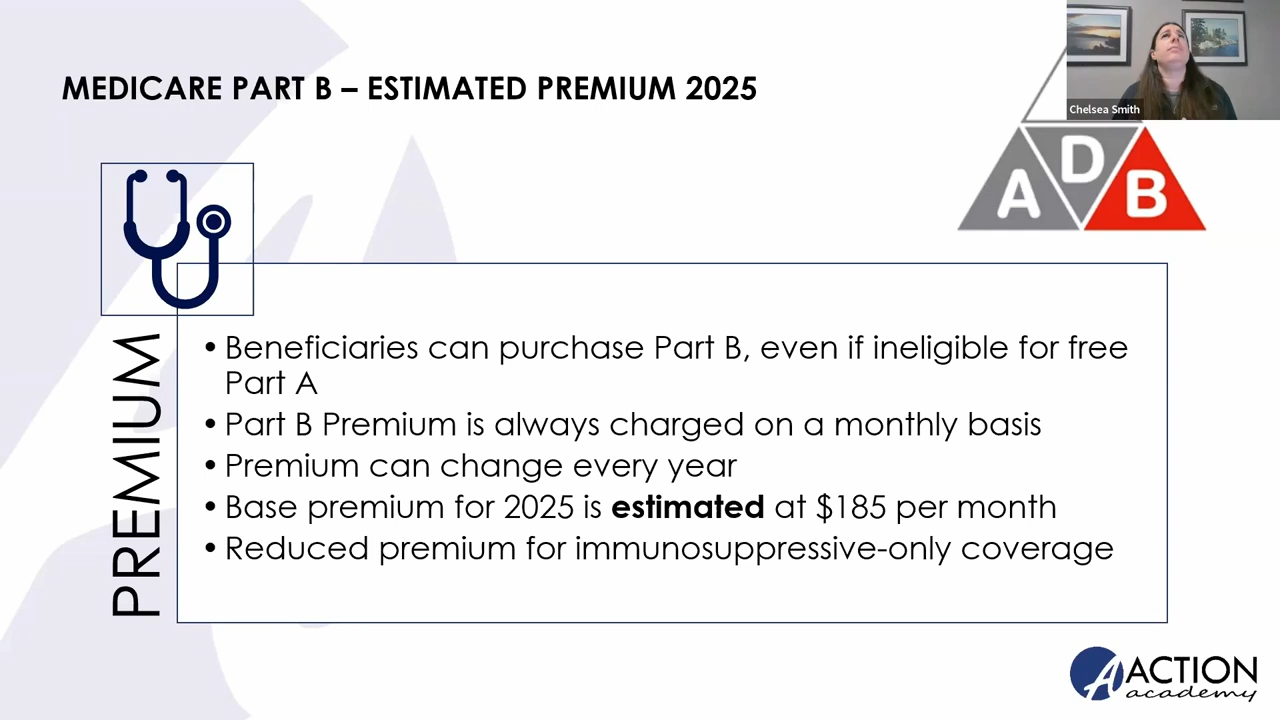 MEDICARE PART B – ESTIMATED PREMIUM 2025
Chelsea Smith
A
D
B
PREMIUM
• Beneficiaries can purchase Part B, even if ineligible for free
Part A
• Part B Premium is always charged on a monthly basis
• Premium can change every year
• Base premium for 2025 is estimated at $185 per month
• Reduced premium for immunosuppressive-only coverage
A ACTION
academy